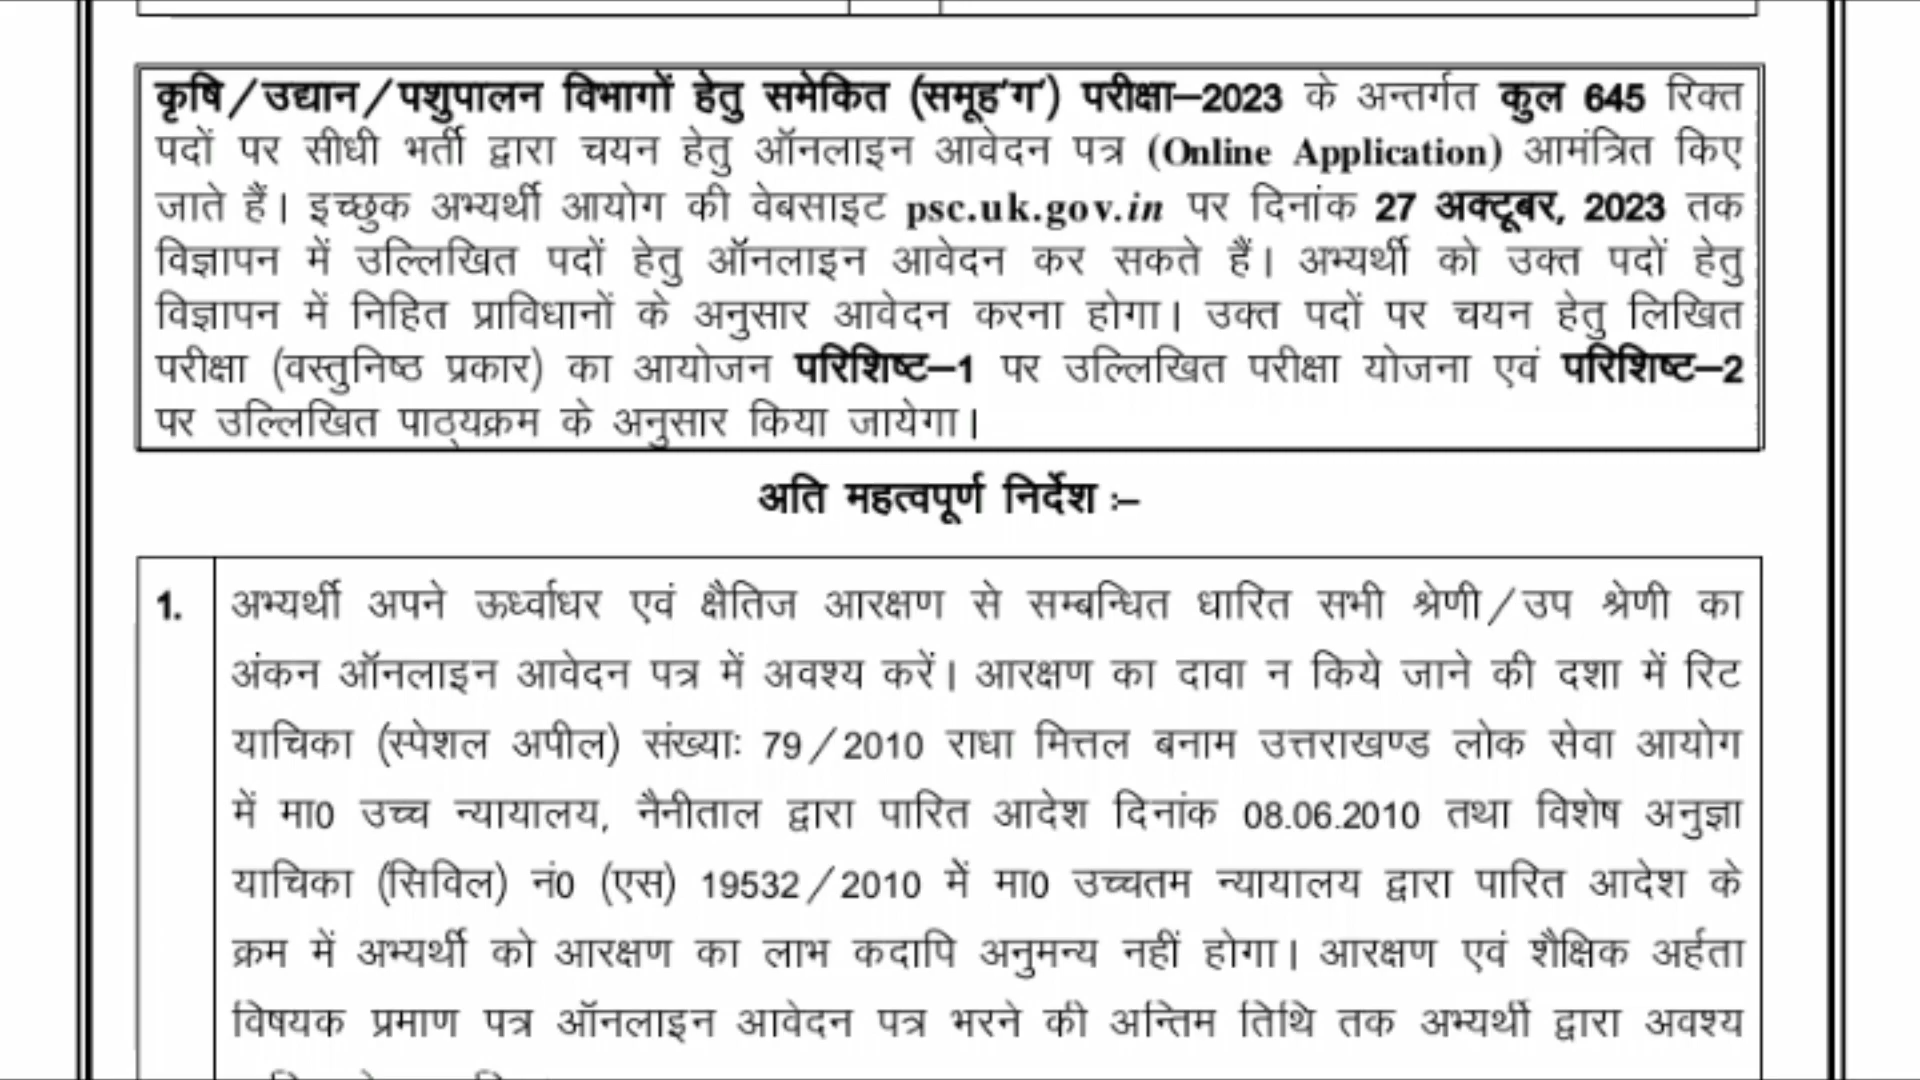 कृषि/उद्यान/पशुपालन विभागों हेतु समेकित (समूह'ग') परीक्षा–2023 के अन्तर्गत कुल 645 रिक्त
पदों पर सीधी भर्ती द्वारा चयन हेतु ऑनलाइन आवेदन पत्र (Online Application) आमंत्रित किए
जाते हैं। इच्छुक अभ्यर्थी आयोग की वेबसाइट psc.uk.gov.in पर दिनांक 27 अक्टूबर, 2023 तक
विज्ञापन में उल्लिखित पदों हेतु ऑनलाइन आवेदन कर सकते हैं। अभ्यर्थी को उक्त पदों हेतु
विज्ञापन में निहित प्राविधानों के अनुसार आवेदन करना होगा। उक्त पदों पर चयन हेतु लिखित
परीक्षा (वस्तुनिष्ठ प्रकार) का आयोजन परिशिष्ट–1 पर उल्लिखित परीक्षा योजना एवं परिशिष्ट–2
पर उल्लिखित पाठ्यक्रम के अनुसार किया जायेगा।
अति महत्वपूर्ण निर्देश :–
1. अभ्यर्थी अपने ऊर्ध्वाधर एवं क्षैतिज आरक्षण से सम्बन्धित धारित सभी श्रेणी/उप श्रेणी का
अंकन ऑनलाइन आवेदन पत्र में अवश्य करें। आरक्षण का दावा न किये जाने की दशा में रिट
याचिका (स्पेशल अपील) संख्याः 79/2010 राधा मित्तल बनाम उत्तराखण्ड लोक सेवा आयोग
में मा0 उच्च न्यायालय, नैनीताल द्वारा पारित आदेश दिनांक 08.06.2010 तथा विशेष अनुज्ञा
याचिका (सिविल) नं0 (एस) 19532/2010 में मा0 उच्चतम न्यायालय द्वारा पारित आदेश के
क्रम में अभ्यर्थी को आरक्षण का लाभ कदापि अनुमन्य नहीं होगा। आरक्षण एवं शैक्षिक अर्हता
विषयक प्रमाण पत्र ऑनलाइन आवेदन पत्र भरने की अन्तिम तिथि तक अभ्यर्थी द्वारा अवश्य